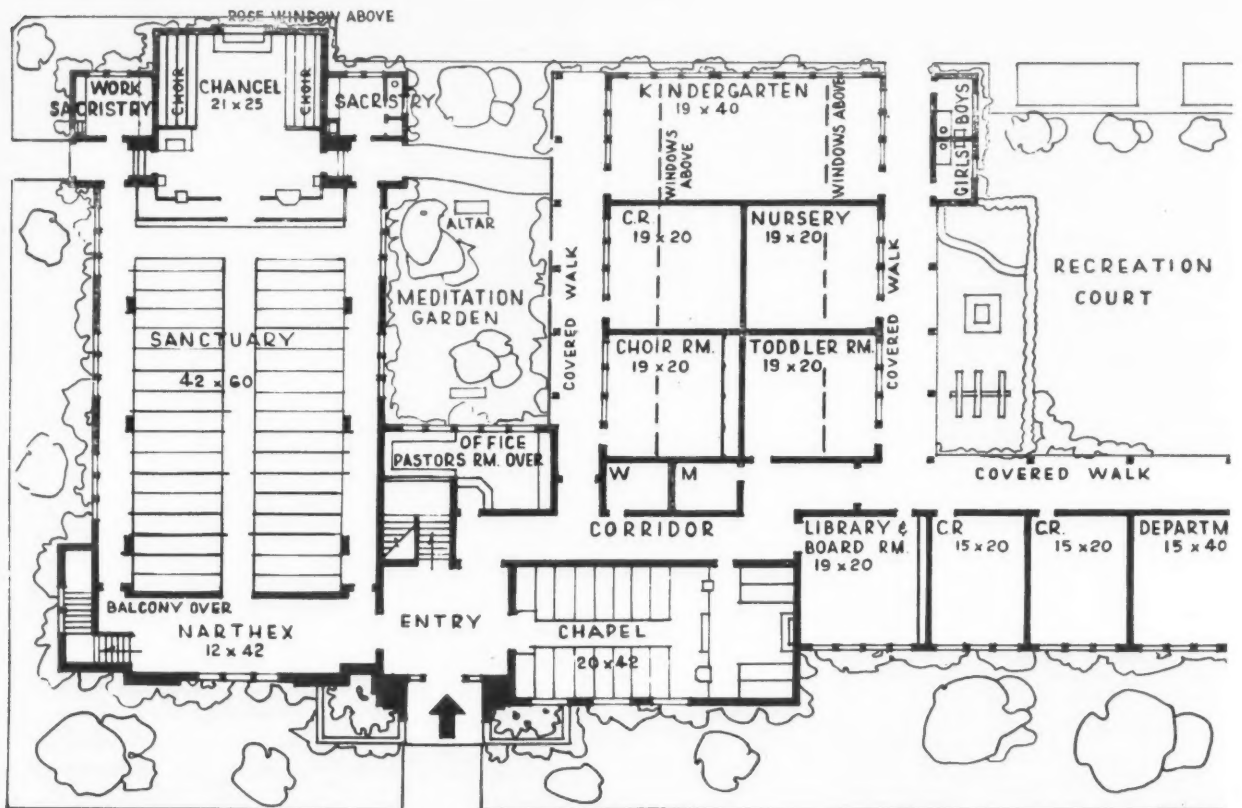 ROSE WINDOW ABOVE
WORK
SACRISTRY
CHOIR
CHANCEL
21 x 25
CHOIR
SACRISTRY
KINDERGARTEN
19 x 40
WINDOWS ABOVE
WINDOWS
ABOVE
BOYS
GIRLS
C.R.
19 x 20
NURSERY
19 x 20
ALTAR
MEDITATION
GARDEN
COVERED WALK
COVERED WALK
RECREATION
COURT
SANCTUARY
42 x 60
CHOIR RM.
19 x 20
TODDLER RM.
19 x 20
OFFICE
PASTORS RM. OVER
W
M
COVERED WALK
CORRIDOR
LIBRARY &
BOARD RM.
19 x 20
C.R.
15 x 20
C.R.
15 x 20
DEPARTM
15 x 40
BALCONY OVER
NARTHEX
12 x 42
ENTRY
CHAPEL
20 x 42